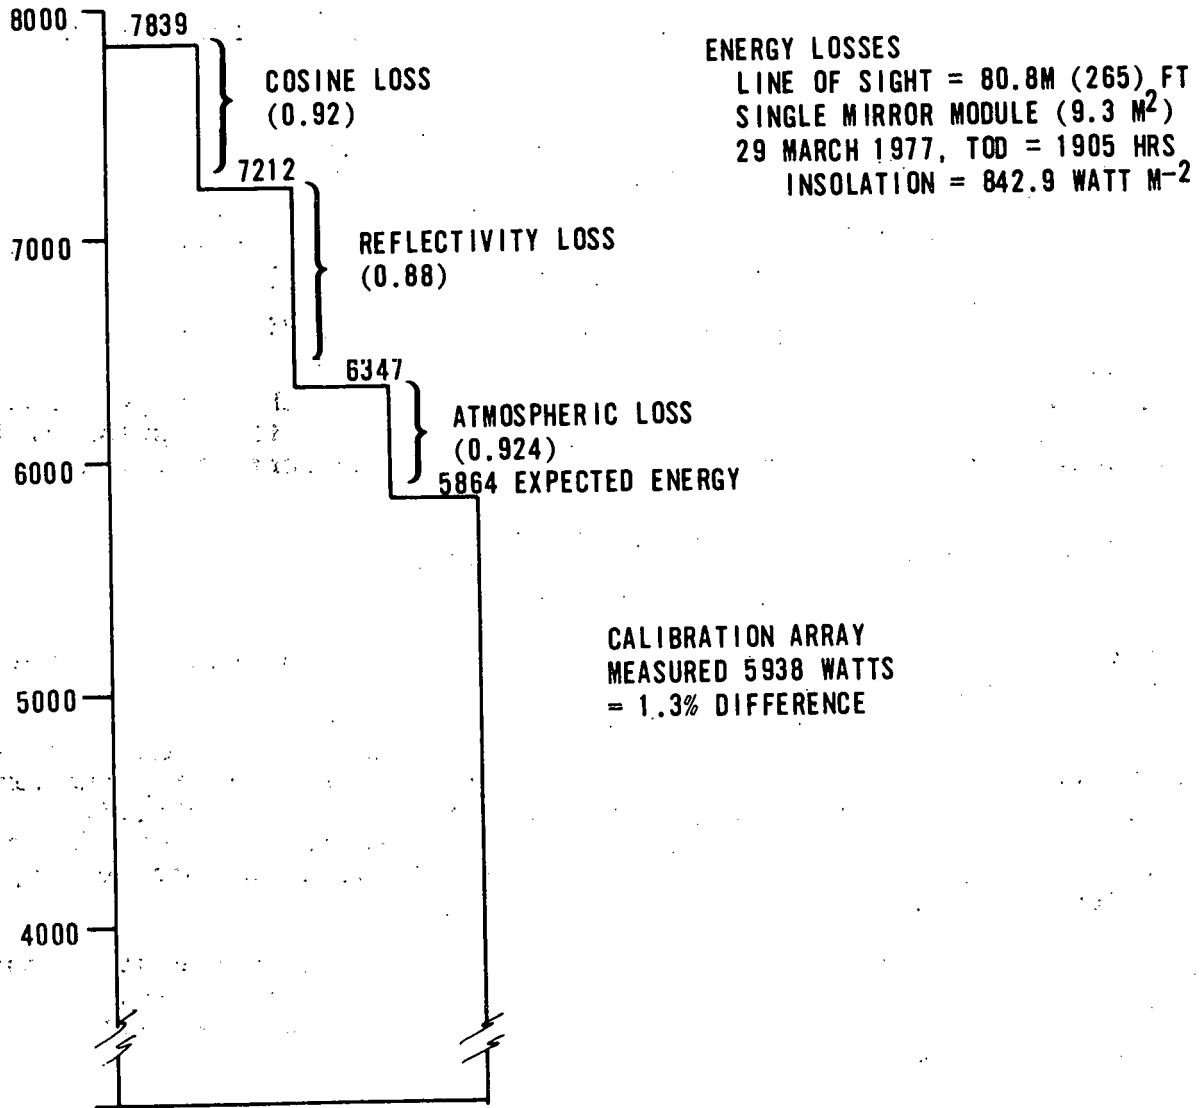 8000
7839
COSINE LOSS
(0.92)
ENERGY LOSSES
LINE OF SIGHT = 80.8M (265) FT
SINGLE MIRROR MODULE (9.3 M²)
29 MARCH 1977, TOD = 1905 HRS
INSOLATION = 842.9 WATT M⁻²
7212
7000
REFLECTIVITY LOSS
(0.88)
6347
ATMOSPHERIC LOSS
(0.924)
6000
5864 EXPECTED ENERGY
CALIBRATION ARRAY
MEASURED 5938 WATTS
= 1.3% DIFFERENCE
5000
4000